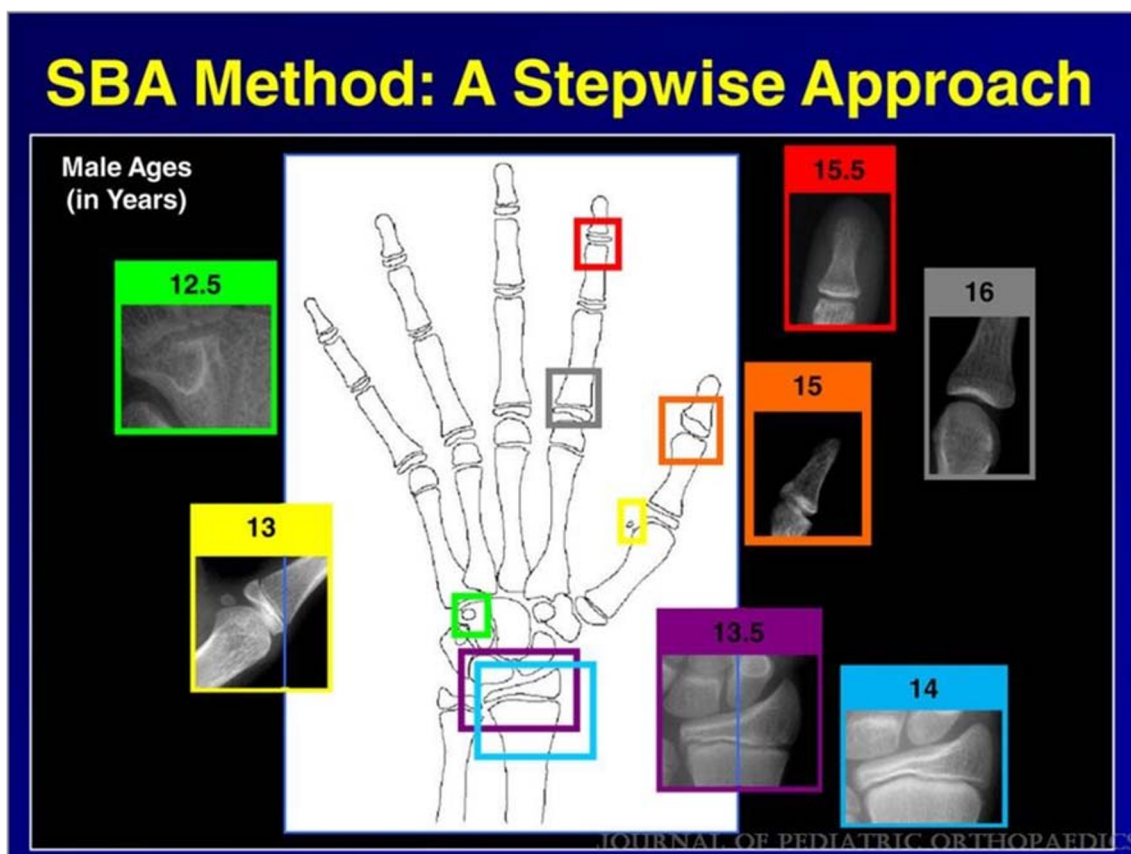 SBA Method: A Stepwise Approach
Male Ages
(in Years)
15.5
12.5
16
15
13
13.5
14
JOURNAL OF PEDIATRIC ORTHOPAEDICS